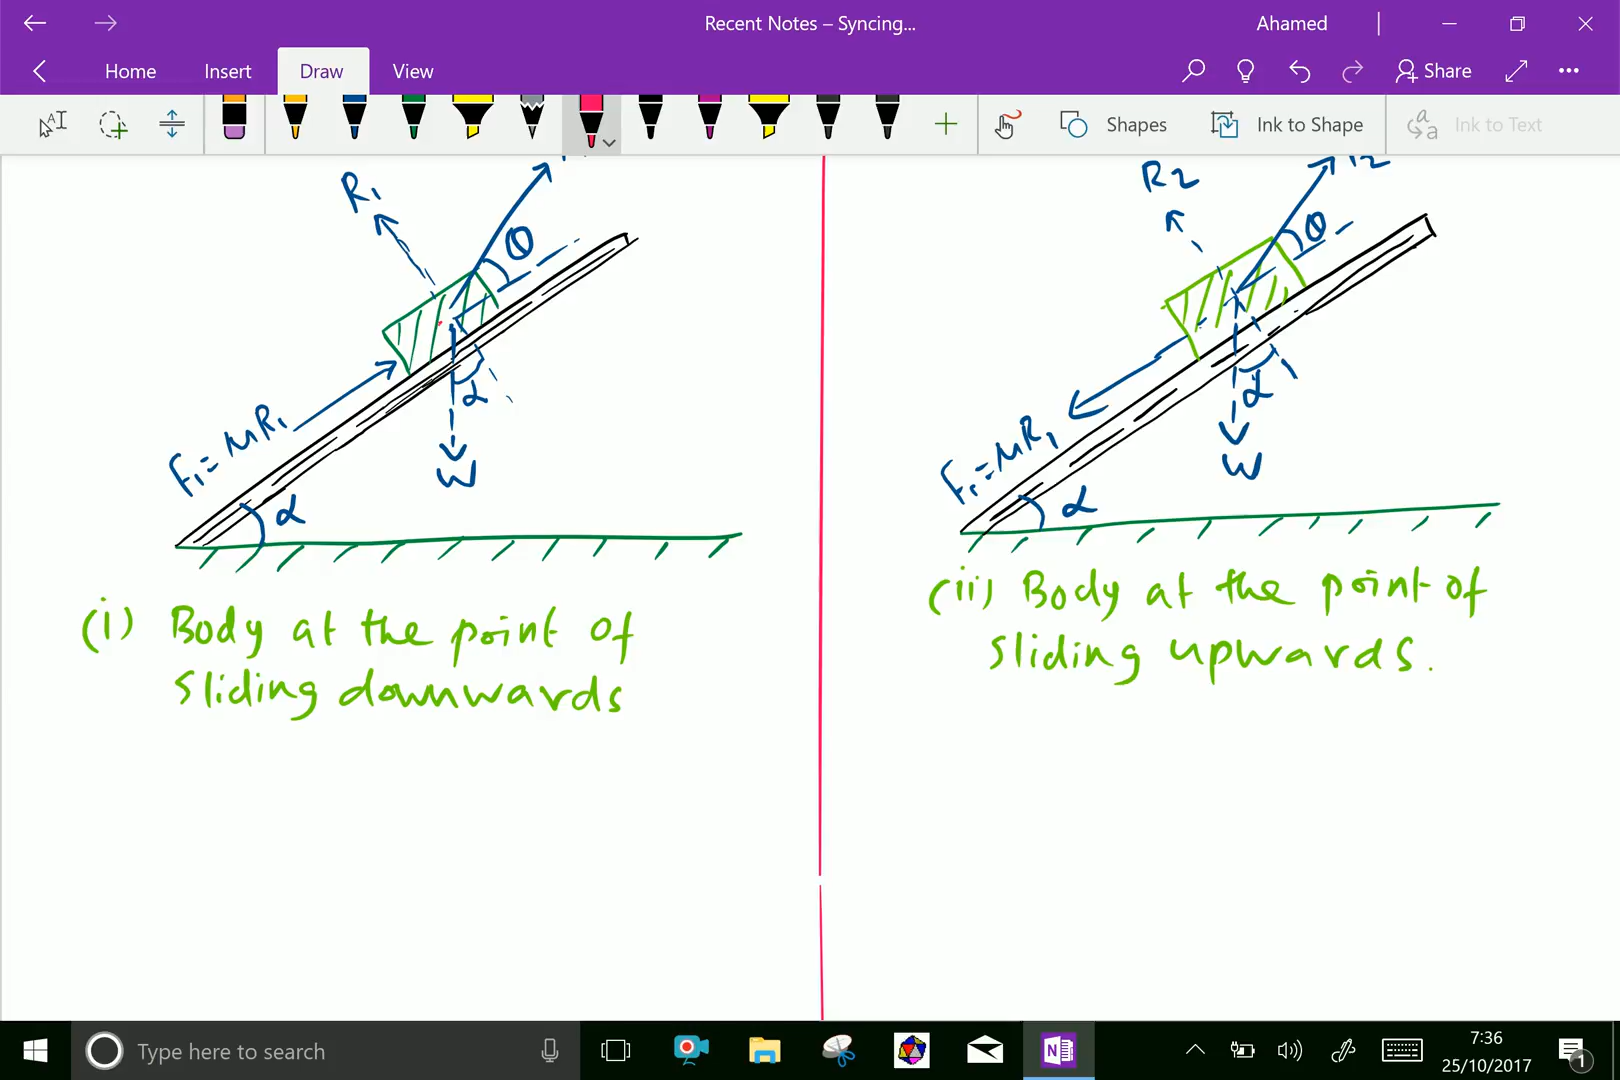 Recent Notes – Syncing...
Ahamed
Home
Insert
Draw
View
Share
Shapes
Ink to Shape
Ink to Text
R1
θ
F1 = μR1
α
W
α
(i) Body at the point of
sliding downwards
R2
P2
θ
F1 = μR1
α
W
α
(ii) Body at the point of
sliding upwards.
Type here to search
7:36
25/10/2017
1